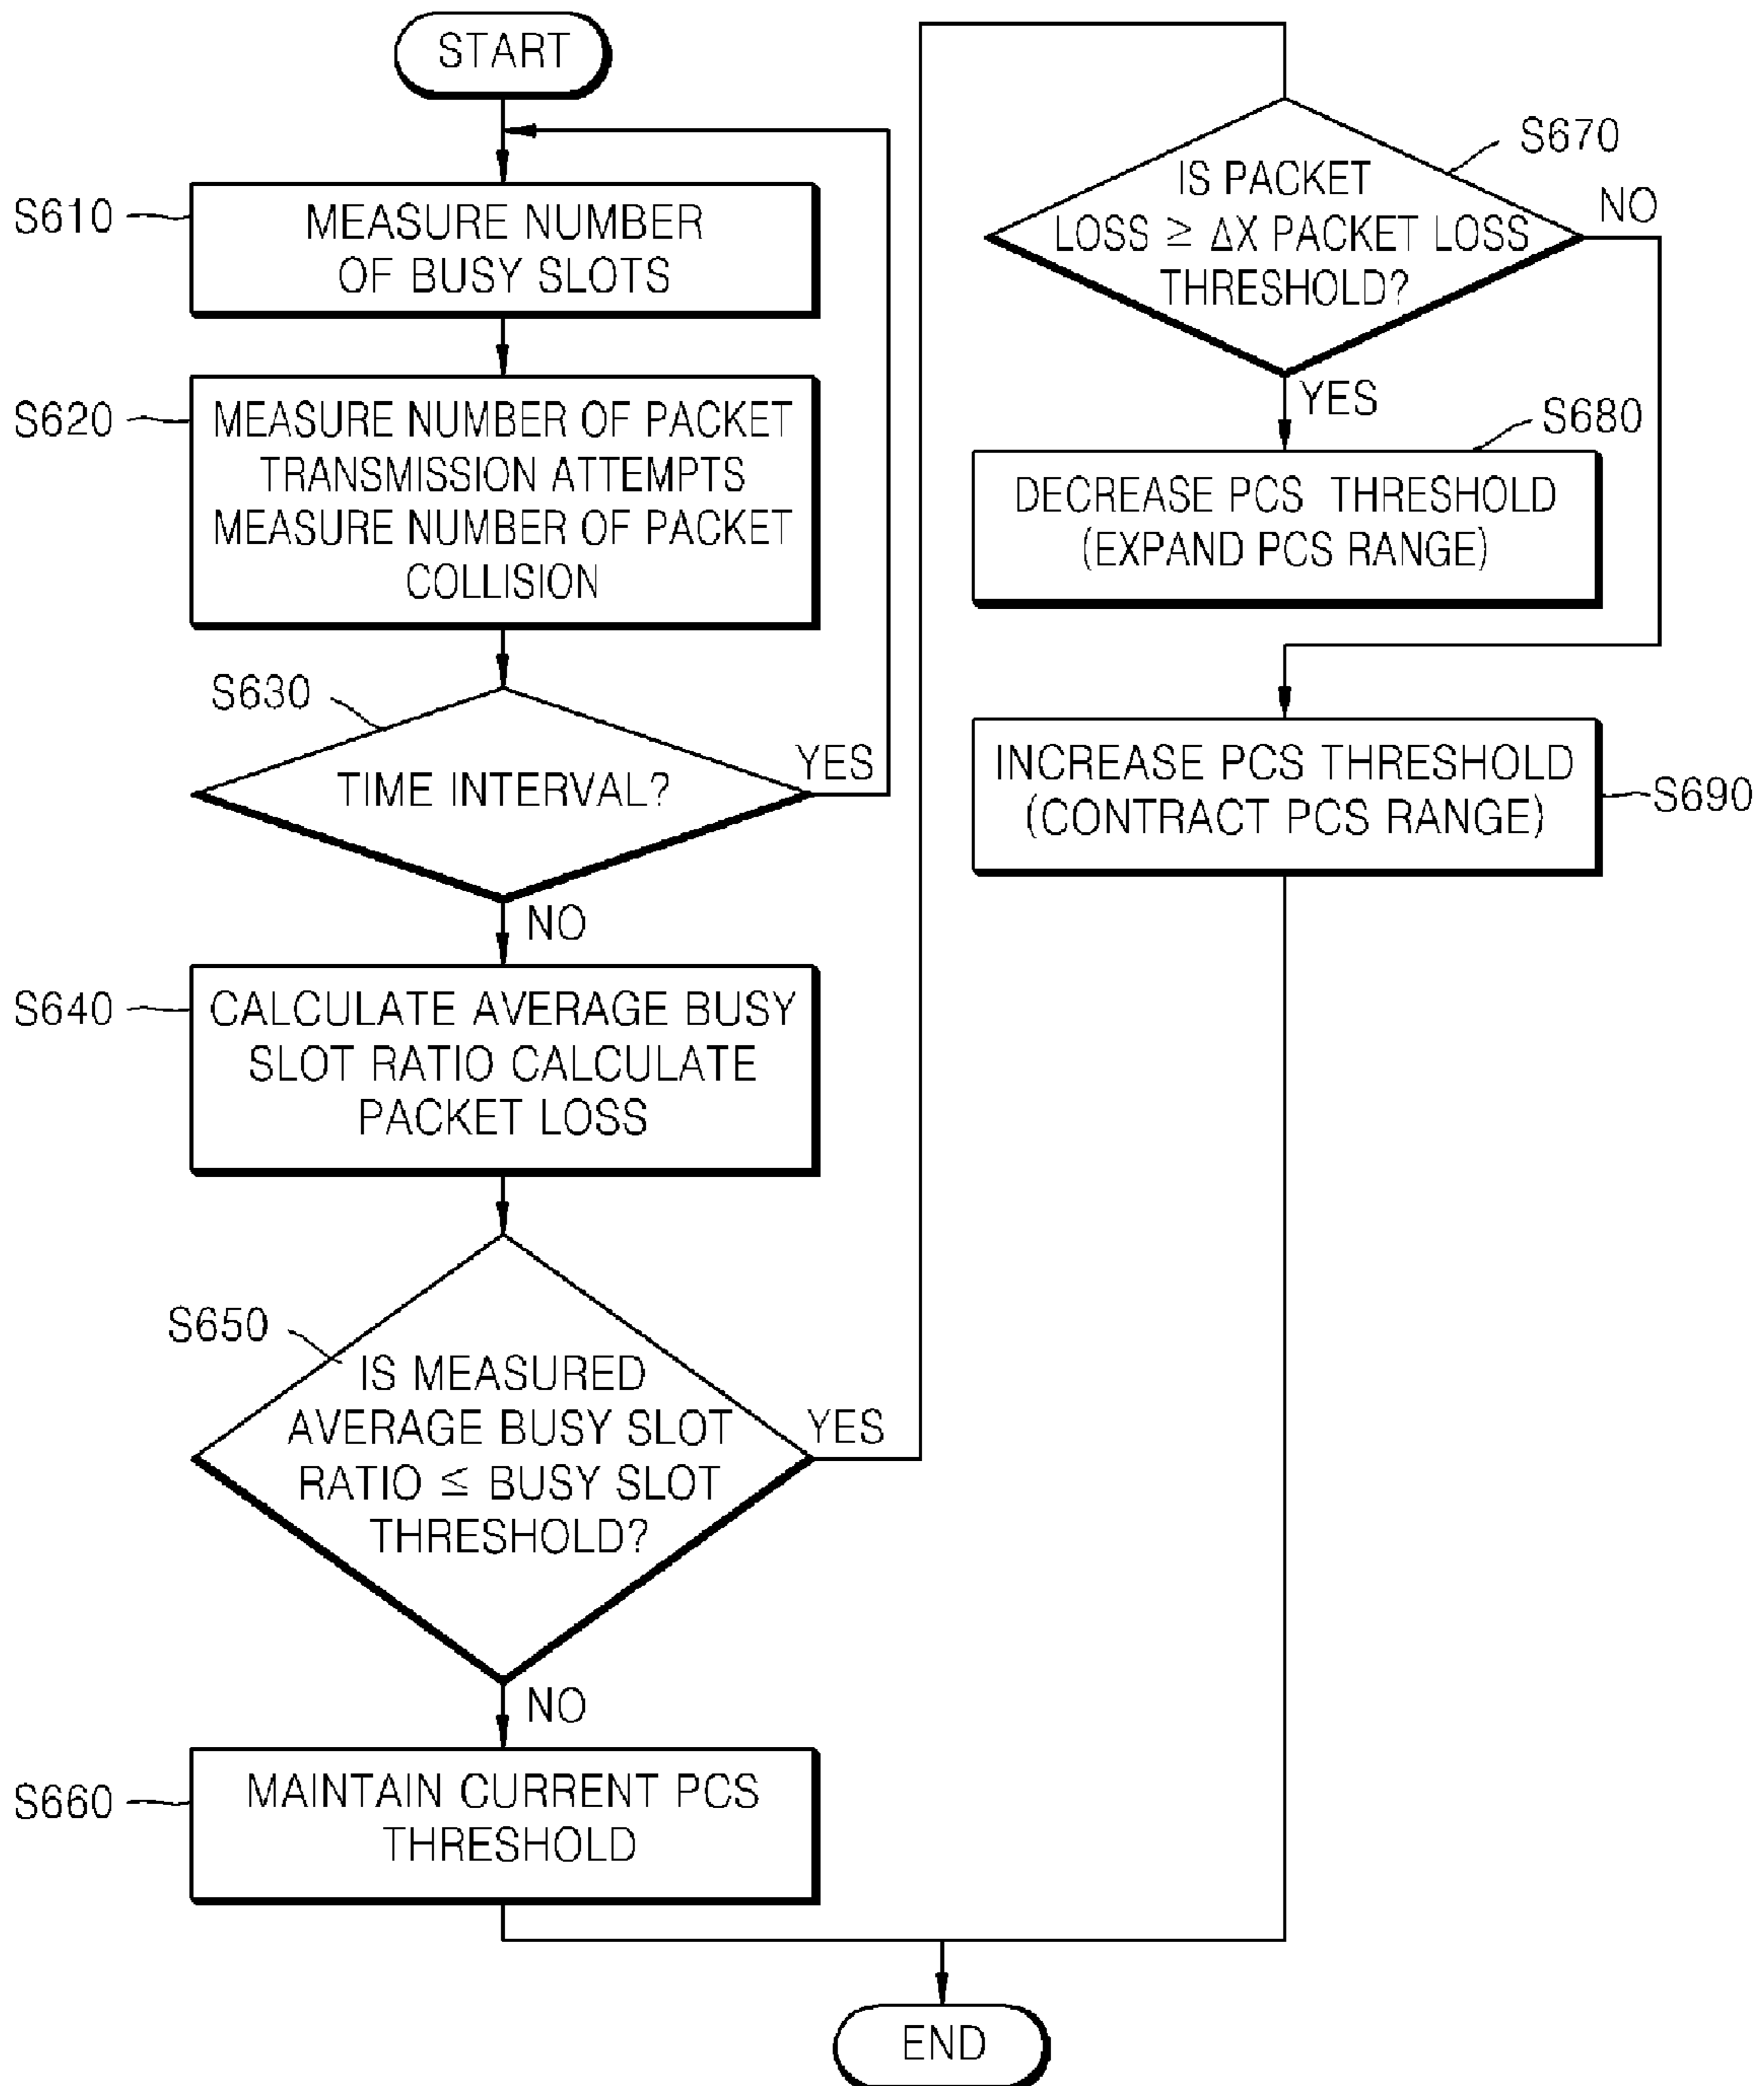 START
S610
MEASURE NUMBER
OF BUSY SLOTS
S620
MEASURE NUMBER OF PACKET
TRANSMISSION ATTEMPTS
MEASURE NUMBER OF PACKET
COLLISION
S630
TIME INTERVAL?
YES
NO
S640
CALCULATE AVERAGE BUSY
SLOT RATIO CALCULATE
PACKET LOSS
S650
IS MEASURED
AVERAGE BUSY SLOT
RATIO ≤ BUSY SLOT
THRESHOLD?
YES
NO
S660
MAINTAIN CURRENT PCS
THRESHOLD
S670
IS PACKET
LOSS ≥ ΔX PACKET LOSS
THRESHOLD?
NO
YES
S680
DECREASE PCS THRESHOLD
(EXPAND PCS RANGE)
INCREASE PCS THRESHOLD
(CONTRACT PCS RANGE)
S690
END